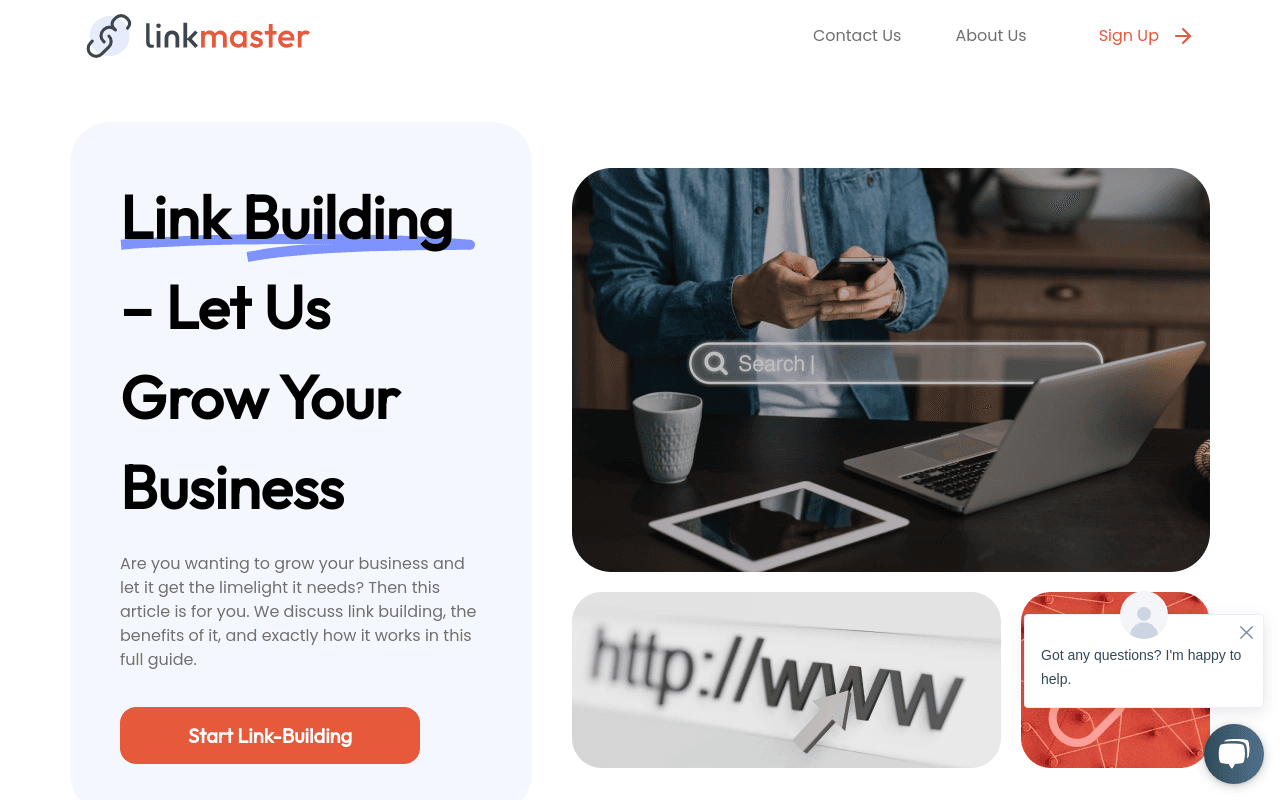 linkmaster
Contact Us
About Us
Sign Up
Link Building
– Let Us
Grow Your
Business
Are you wanting to grow your business and
let it get the limelight it needs? Then this
article is for you. We discuss link building, the
benefits of it, and exactly how it works in this
full guide.
Start Link-Building
Search |
http://www
Got any questions? I'm happy to
help.